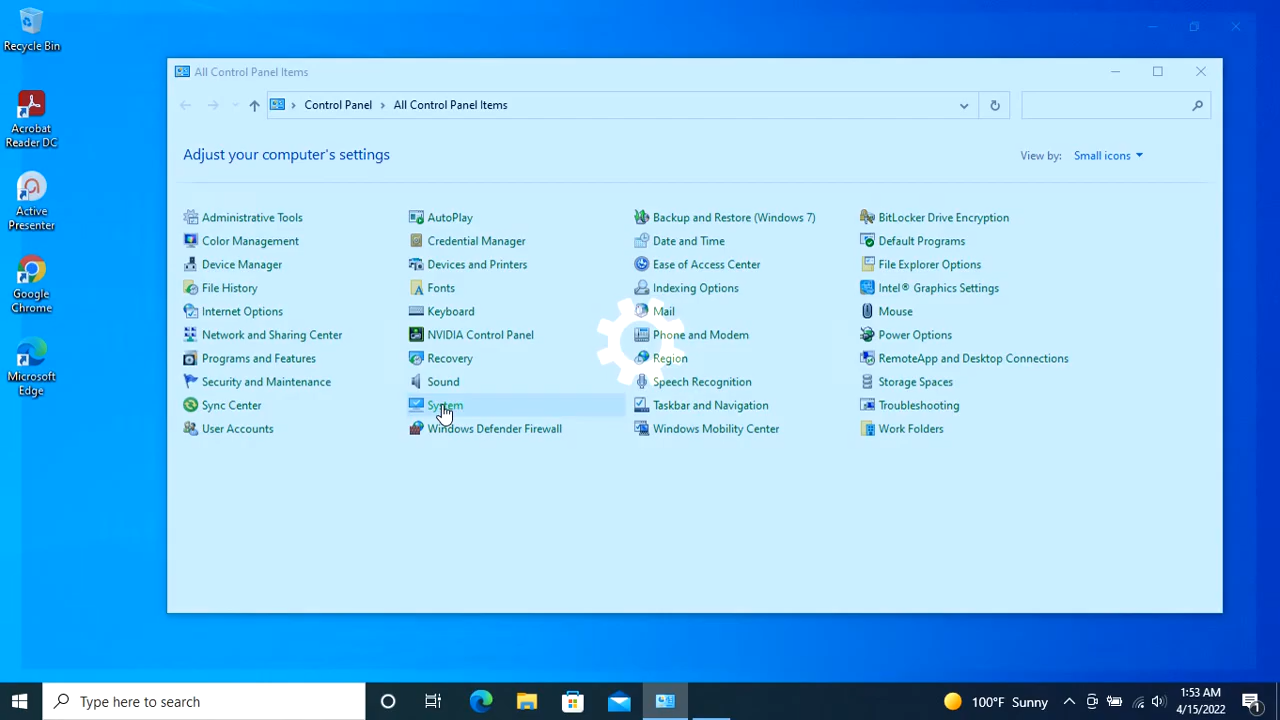 Recycle Bin
Acrobat
Reader DC
Active
Presenter
Google
Chrome
Microsoft
Edge
All Control Panel Items
Control Panel > All Control Panel Items
Adjust your computer's settings
View by: Small icons
Administrative Tools AutoPlay Backup and Restore (Windows 7) BitLocker Drive Encryption
Color Management Credential Manager Date and Time Default Programs
Device Manager Devices and Printers Ease of Access Center File Explorer Options
File History Fonts Indexing Options Intel® Graphics Settings
Internet Options Keyboard Mail Mouse
Network and Sharing Center NVIDIA Control Panel Phone and Modem Power Options
Programs and Features Recovery Region RemoteApp and Desktop Connections
Security and Maintenance Sound Speech Recognition Storage Spaces
Sync Center System Taskbar and Navigation Troubleshooting
User Accounts Windows Defender Firewall Windows Mobility Center Work Folders
Type here to search
100°F Sunny
1:53 AM
4/15/2022
1